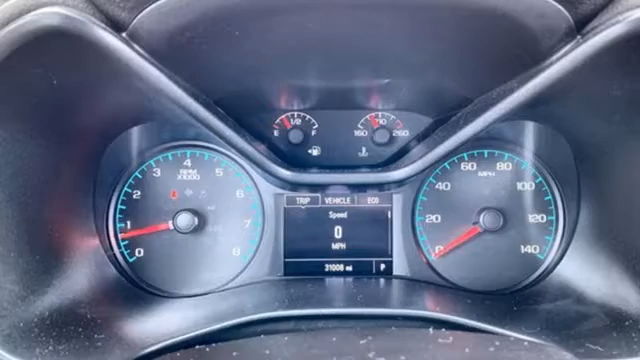 1/2
E F
210
160 260
4
3 5
RPM
X1000
2 6
1 7
0 8
TRIP VEHICLE ECO
Speed
0
MPH
31008 mi P
60 80
MPH
40 100
20 120
0 140